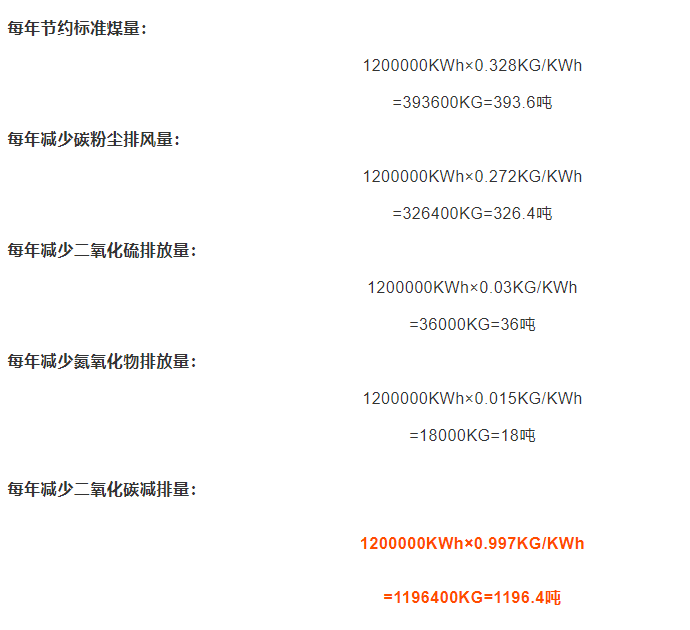 每年节约标准煤量：
1200000KWh×0.328KG/KWh
=393600KG=393.6吨
每年减少碳粉尘排风量：
1200000KWh×0.272KG/KWh
=326400KG=326.4吨
每年减少二氧化硫排放量：
1200000KWh×0.03KG/KWh
=36000KG=36吨
每年减少氮氧化物排放量：
1200000KWh×0.015KG/KWh
=18000KG=18吨
每年减少二氧化碳减排量：
1200000KWh×0.997KG/KWh
=1196400KG=1196.4吨